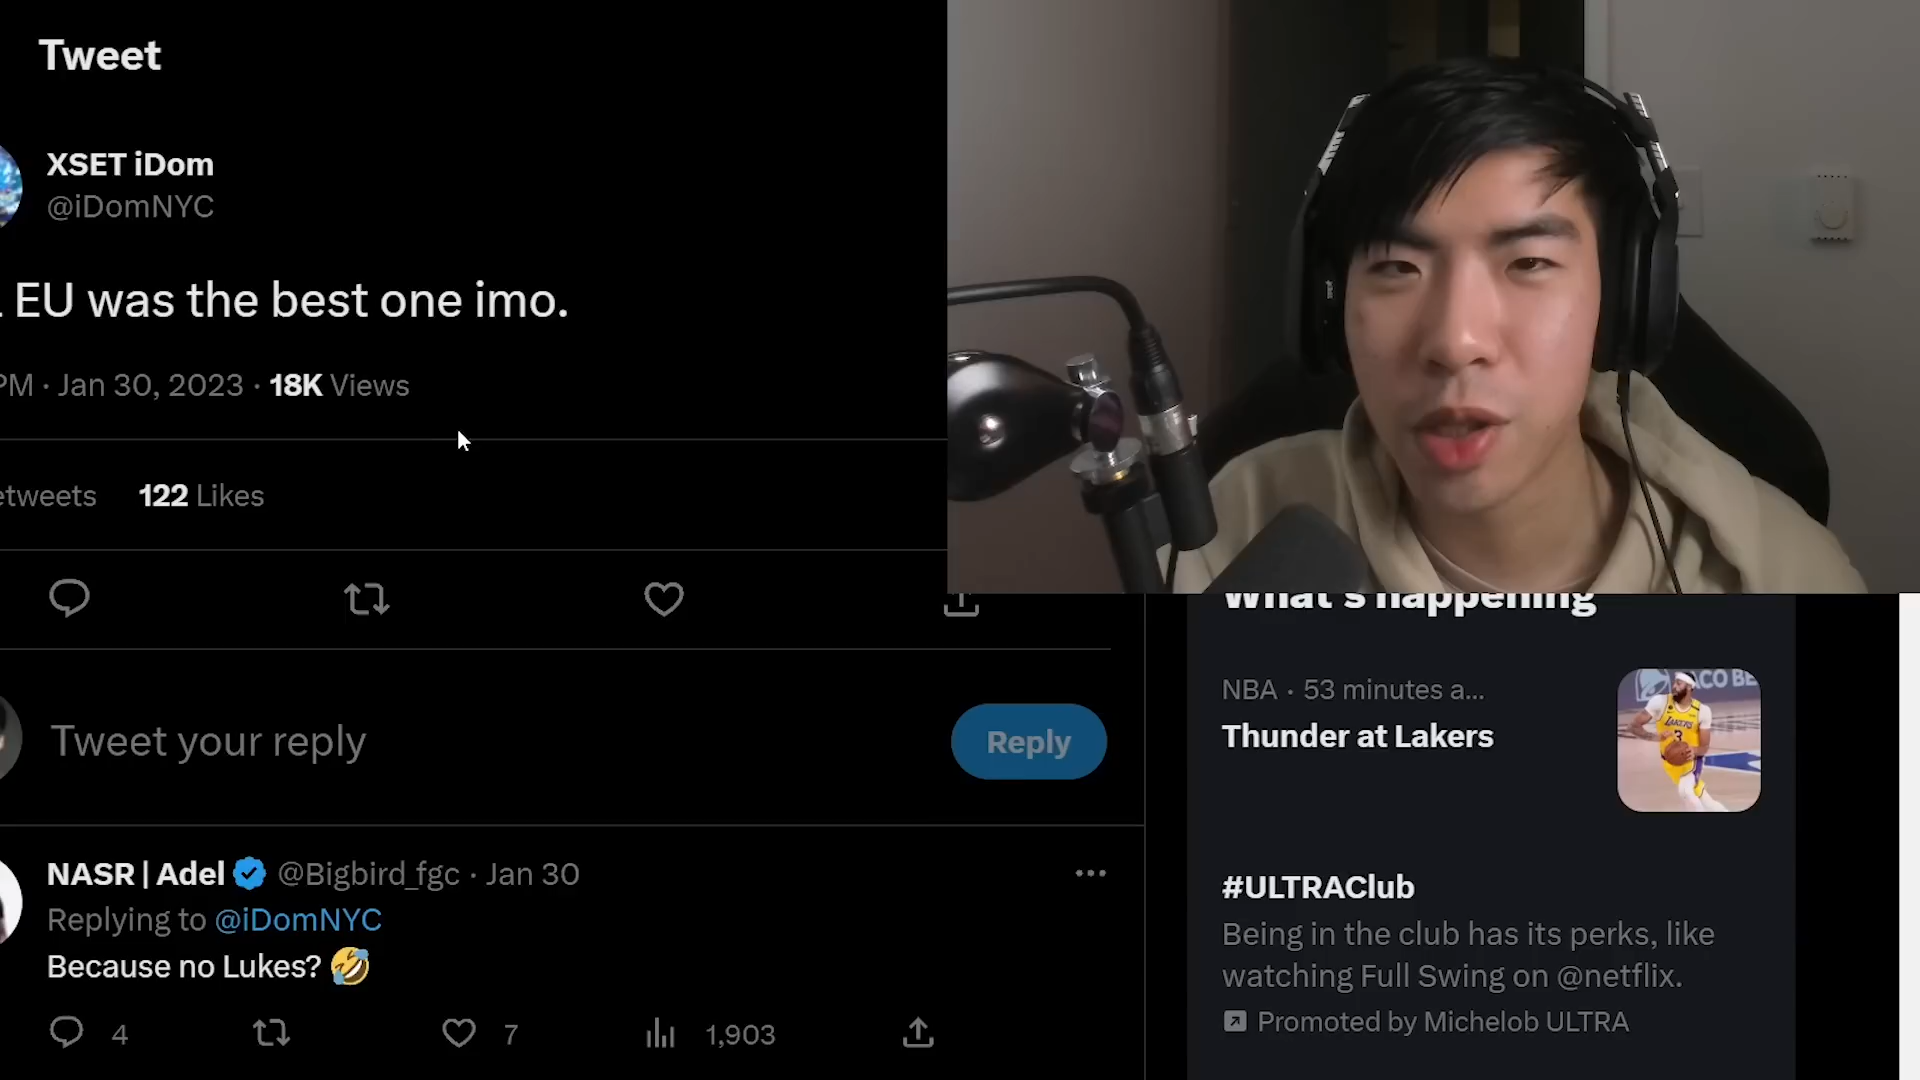 Tweet
XSET iDom
@iDomNYC
EU was the best one imo.
PM · Jan 30, 2023 · 18K Views
122 Likes
What's happening
Tweet your reply
Reply
NBA · 53 minutes a...
Thunder at Lakers
NASR | Adel @Bigbird_fgc · Jan 30
Replying to @iDomNYC
Because no Lukes? 🤣
4 7 1,903
#ULTRAClub
Being in the club has its perks, like
watching Full Swing on @netflix.
Promoted by Michelob ULTRA